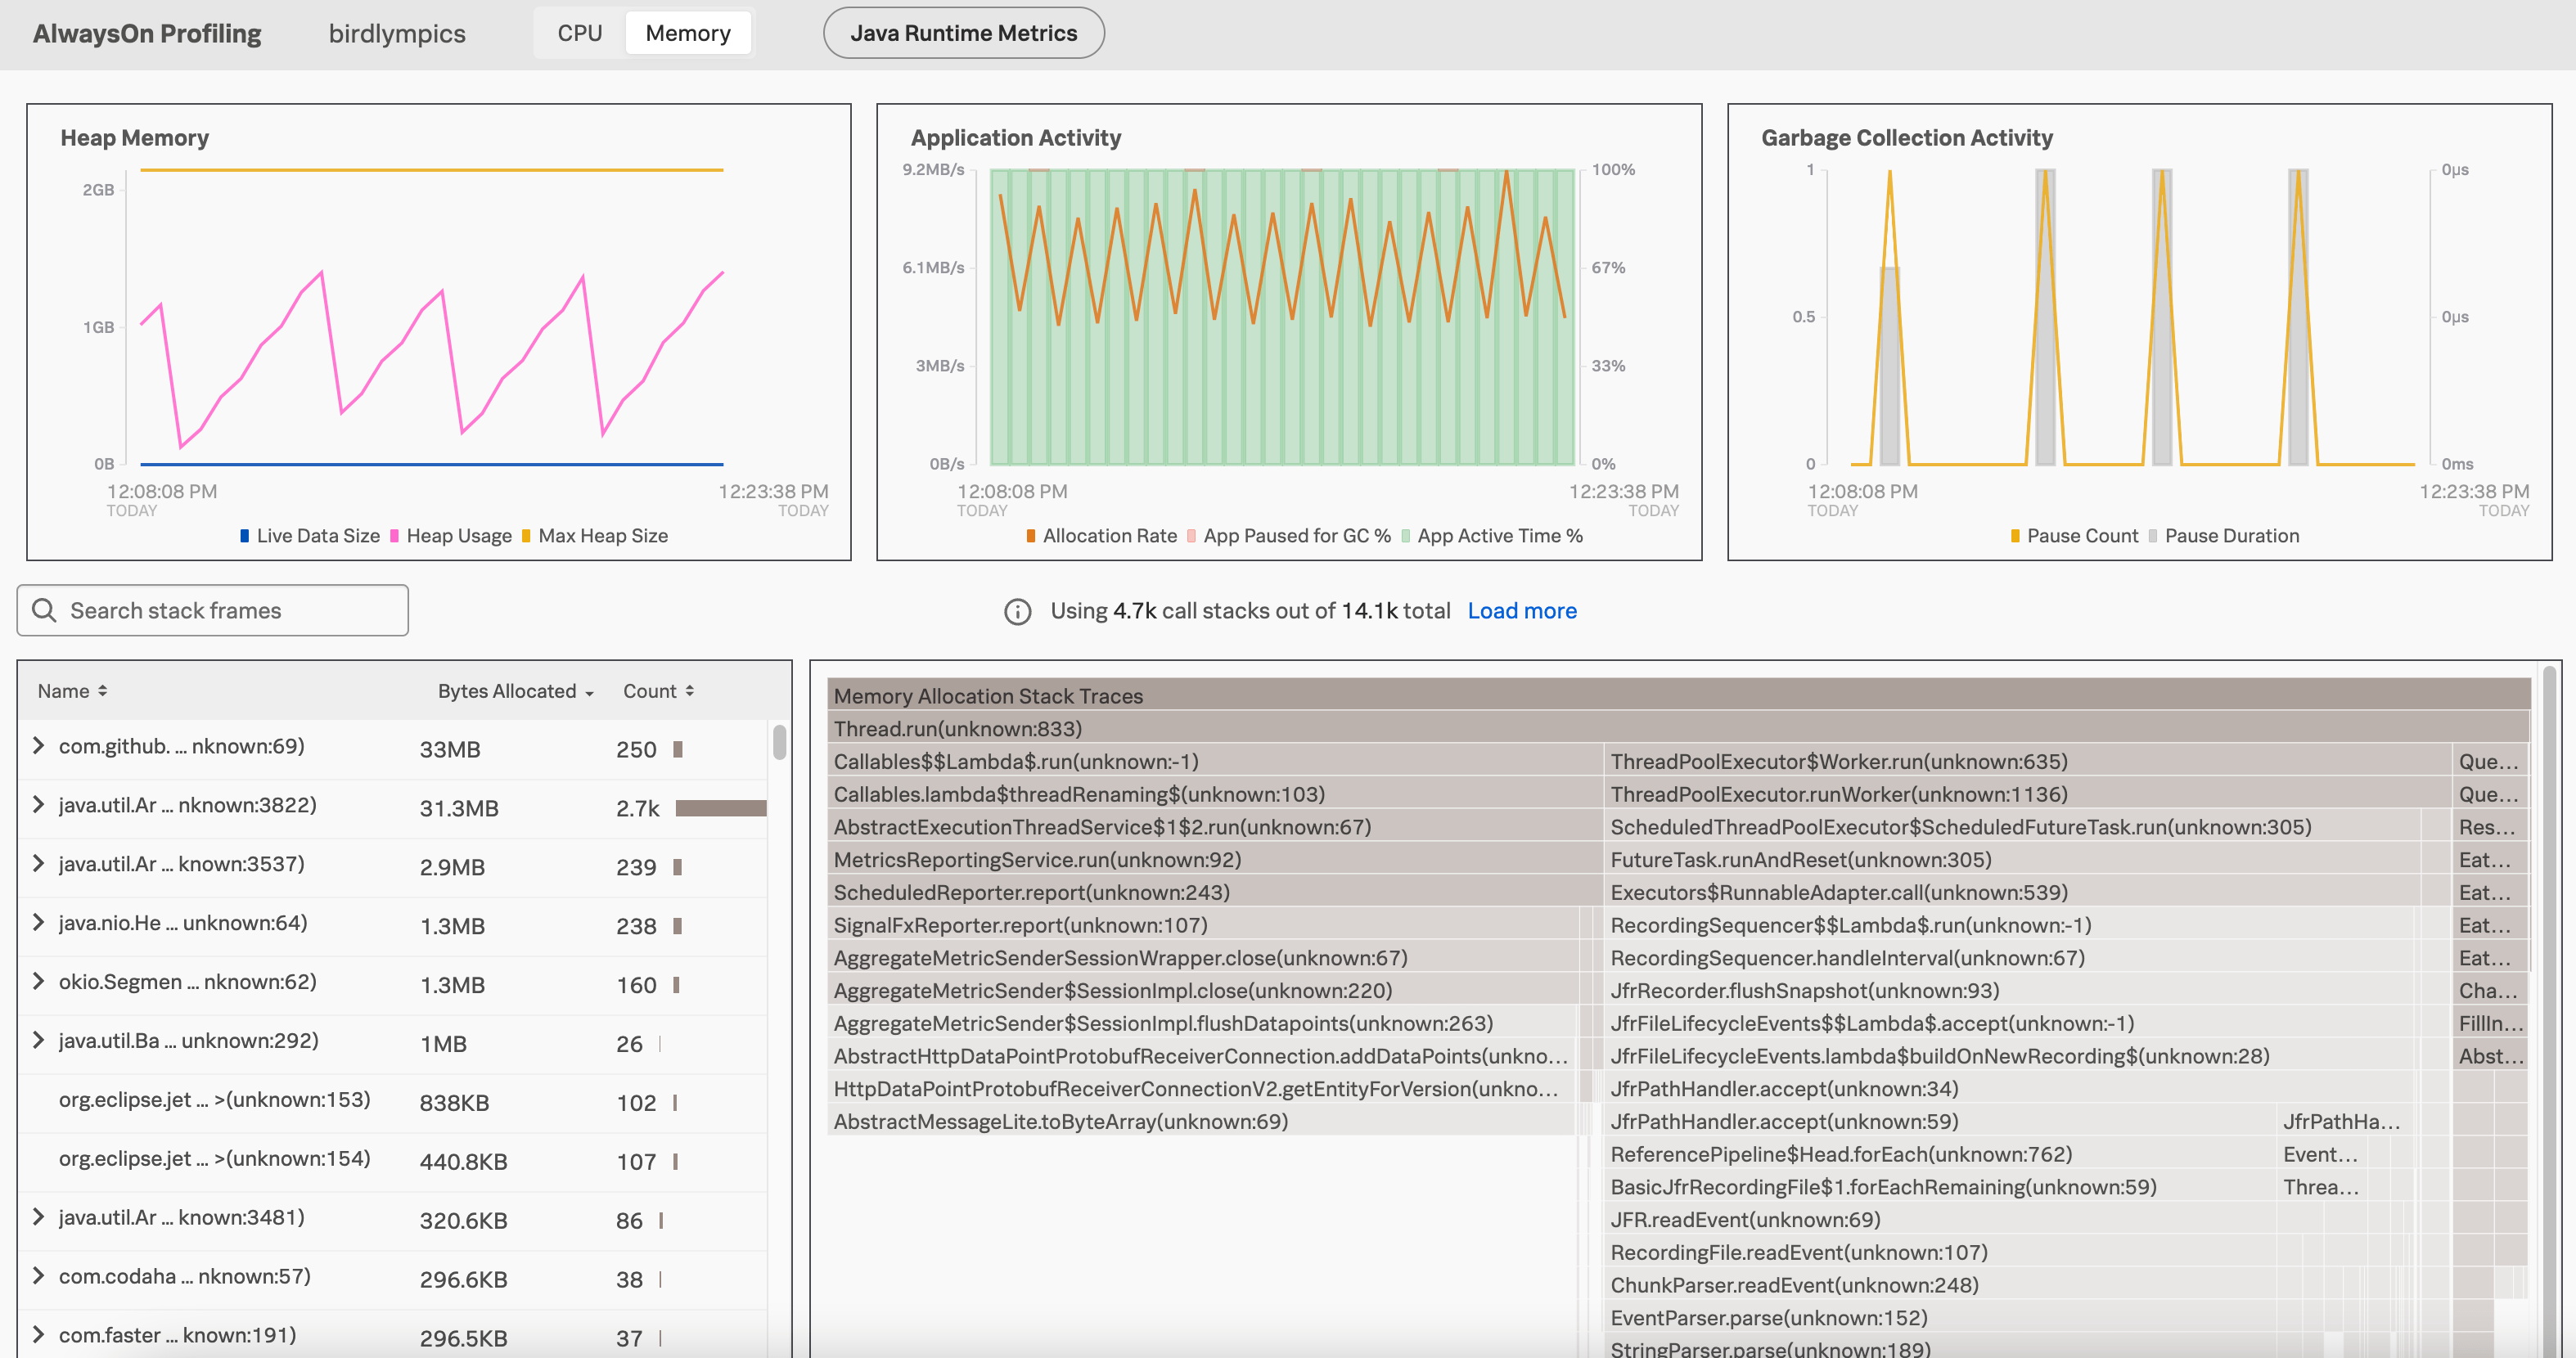 AlwaysOn Profiling birdlympics CPU Memory Java Runtime Metrics
Heap Memory
2GB
1GB
0B
12:08:08 PM 12:23:38 PM
TODAY TODAY
Live Data Size Heap Usage Max Heap Size
Application Activity
9.2MB/s 100%
6.1MB/s 67%
3MB/s 33%
0B/s 0%
12:08:08 PM 12:23:38 PM
TODAY TODAY
Allocation Rate App Paused for GC % App Active Time %
Garbage Collection Activity
1 0µs
0.5 0µs
0 0ms
12:08:08 PM 12:23:38 PM
TODAY TODAY
Pause Count Pause Duration
Search stack frames
Using 4.7k call stacks out of 14.1k total Load more
Name Bytes Allocated Count
com.github. ... nknown:69) 33MB 250
java.util.Ar ... nknown:3822) 31.3MB 2.7k
java.util.Ar ... known:3537) 2.9MB 239
java.nio.He ... unknown:64) 1.3MB 238
okio.Segmen ... nknown:62) 1.3MB 160
java.util.Ba ... unknown:292) 1MB 26
org.eclipse.jet ... >(unknown:153) 838KB 102
org.eclipse.jet ... >(unknown:154) 440.8KB 107
java.util.Ar ... known:3481) 320.6KB 86
com.codaha ... nknown:57) 296.6KB 38
com.faster ... known:191) 296.5KB 37
Memory Allocation Stack Traces
Thread.run(unknown:833)
Callables$$Lambda$.run(unknown:-1) ThreadPoolExecutor$Worker.run(unknown:635) Que...
Callables.lambda$threadRenaming$(unknown:103) ThreadPoolExecutor.runWorker(unknown:1136) Que...
AbstractExecutionThreadService$1$2.run(unknown:67) ScheduledThreadPoolExecutor$ScheduledFutureTask.run(unknown:305) Res...
MetricsReportingService.run(unknown:92) FutureTask.runAndReset(unknown:305) Eat...
ScheduledReporter.report(unknown:243) Executors$RunnableAdapter.call(unknown:539) Eat...
SignalFxReporter.report(unknown:107) RecordingSequencer$$Lambda$.run(unknown:-1) Eat...
AggregateMetricSenderSessionWrapper.close(unknown:67) RecordingSequencer.handleInterval(unknown:67) Eat...
AggregateMetricSender$SessionImpl.close(unknown:220) JfrRecorder.flushSnapshot(unknown:93) Cha...
AggregateMetricSender$SessionImpl.flushDatapoints(unknown:263) JfrFileLifecycleEvents$$Lambda$.accept(unknown:-1) FillIn...
AbstractHttpDataPointProtobufReceiverConnection.addDataPoints(unkno... JfrFileLifecycleEvents.lambda$buildOnNewRecording$(unknown:28) Abst...
HttpDataPointProtobufReceiverConnectionV2.getEntityForVersion(unkno... JfrPathHandler.accept(unknown:34)
AbstractMessageLite.toByteArray(unknown:69) JfrPathHandler.accept(unknown:59) JfrPathHa...
ReferencePipeline$Head.forEach(unknown:762) Event...
BasicJfrRecordingFile$1.forEachRemaining(unknown:59) Threa...
JFR.readEvent(unknown:69)
RecordingFile.readEvent(unknown:107)
ChunkParser.readEvent(unknown:248)
EventParser.parse(unknown:152)
StringParser.parse(unknown:189)